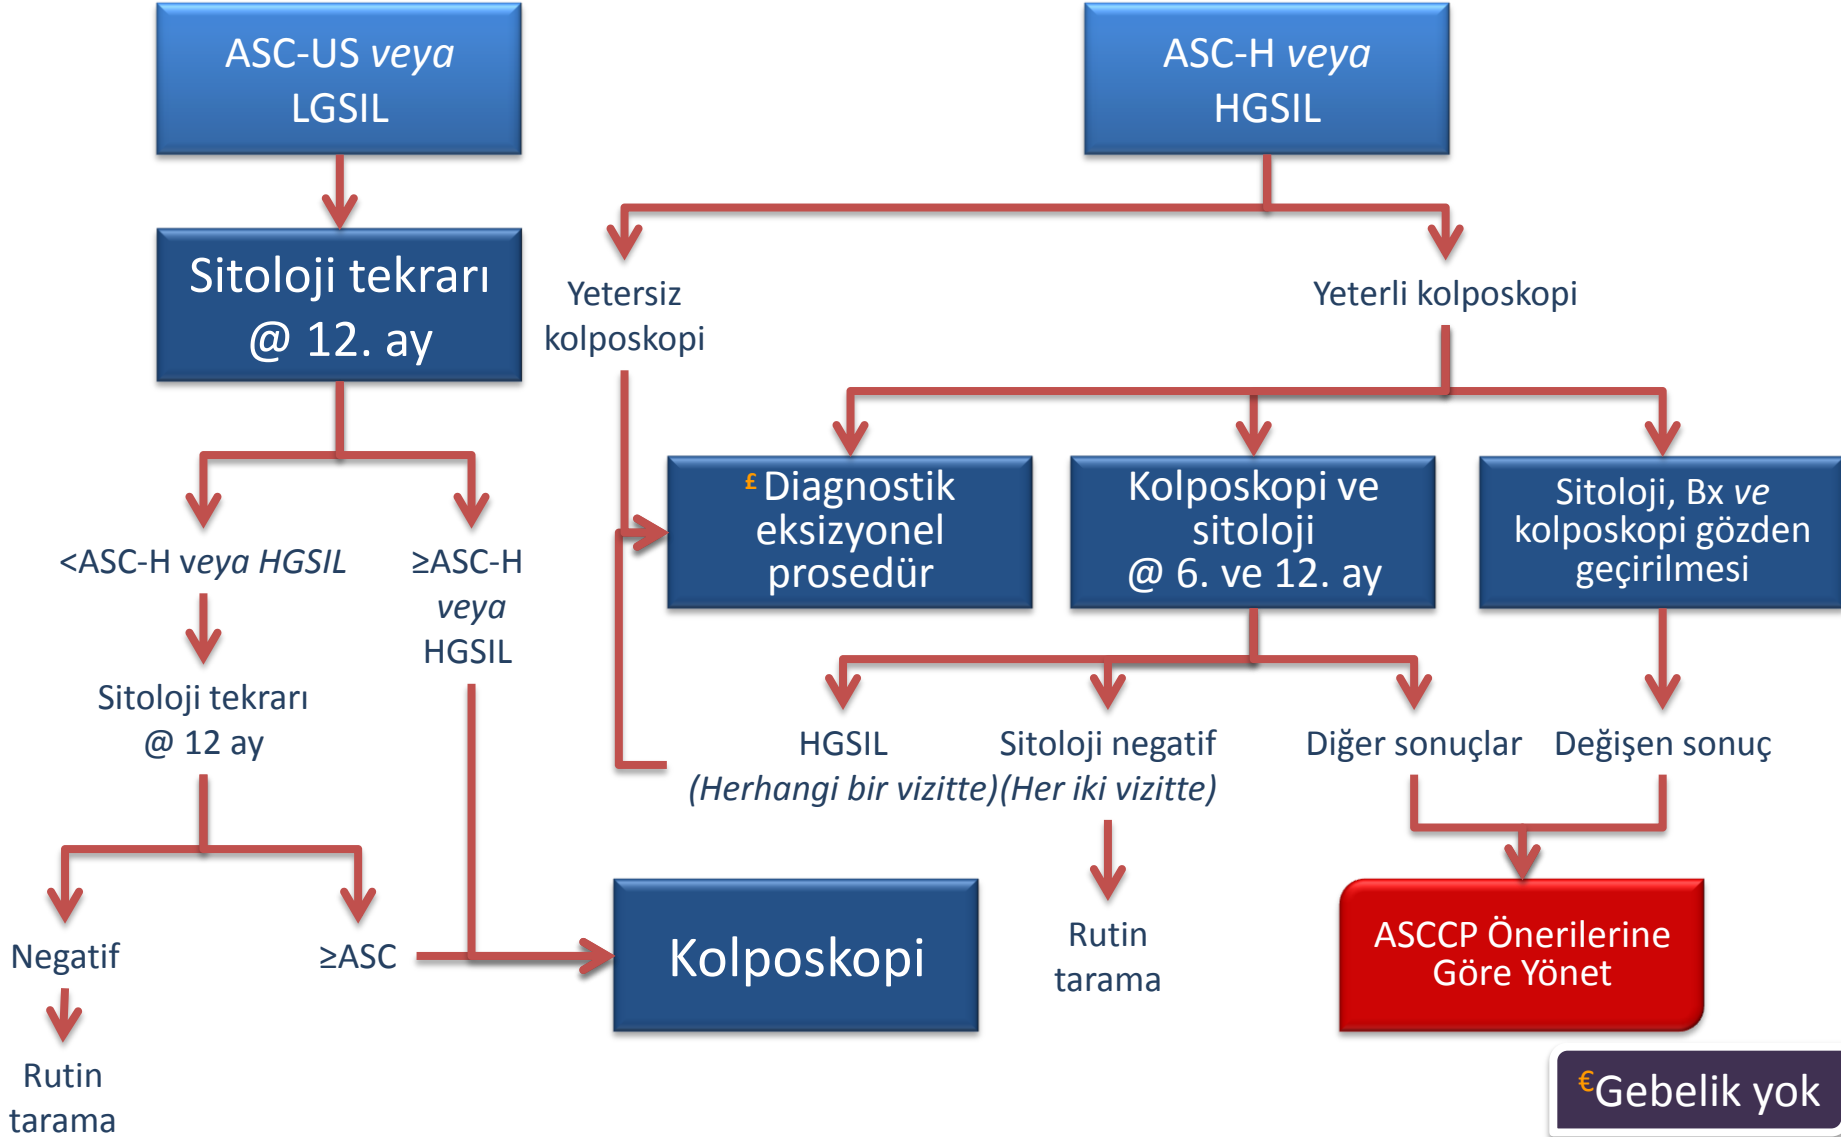 ASC-US veya
LGSIL
ASC-H veya
HGSIL
Sitoloji tekrarı
@ 12. ay
Yetersiz
kolposkopi
Yeterli kolposkopi
<ASC-H veya HGSIL
≥ASC-H
veya
HGSIL
£ Diagnostik
eksizyonel
prosedür
Kolposkopi ve
sitoloji
@ 6. ve 12. ay
Sitoloji, Bx ve
kolposkopi gözden
geçirilmesi
Sitoloji tekrarı
@ 12 ay
HGSIL
(Herhangi bir vizitte)
Sitoloji negatif
(Her iki vizitte)
Diğer sonuçlar
Değişen sonuç
Negatif
≥ASC
Kolposkopi
Rutin
tarama
ASCCP Önerilerine
Göre Yönet
Rutin
tarama
€Gebelik yok